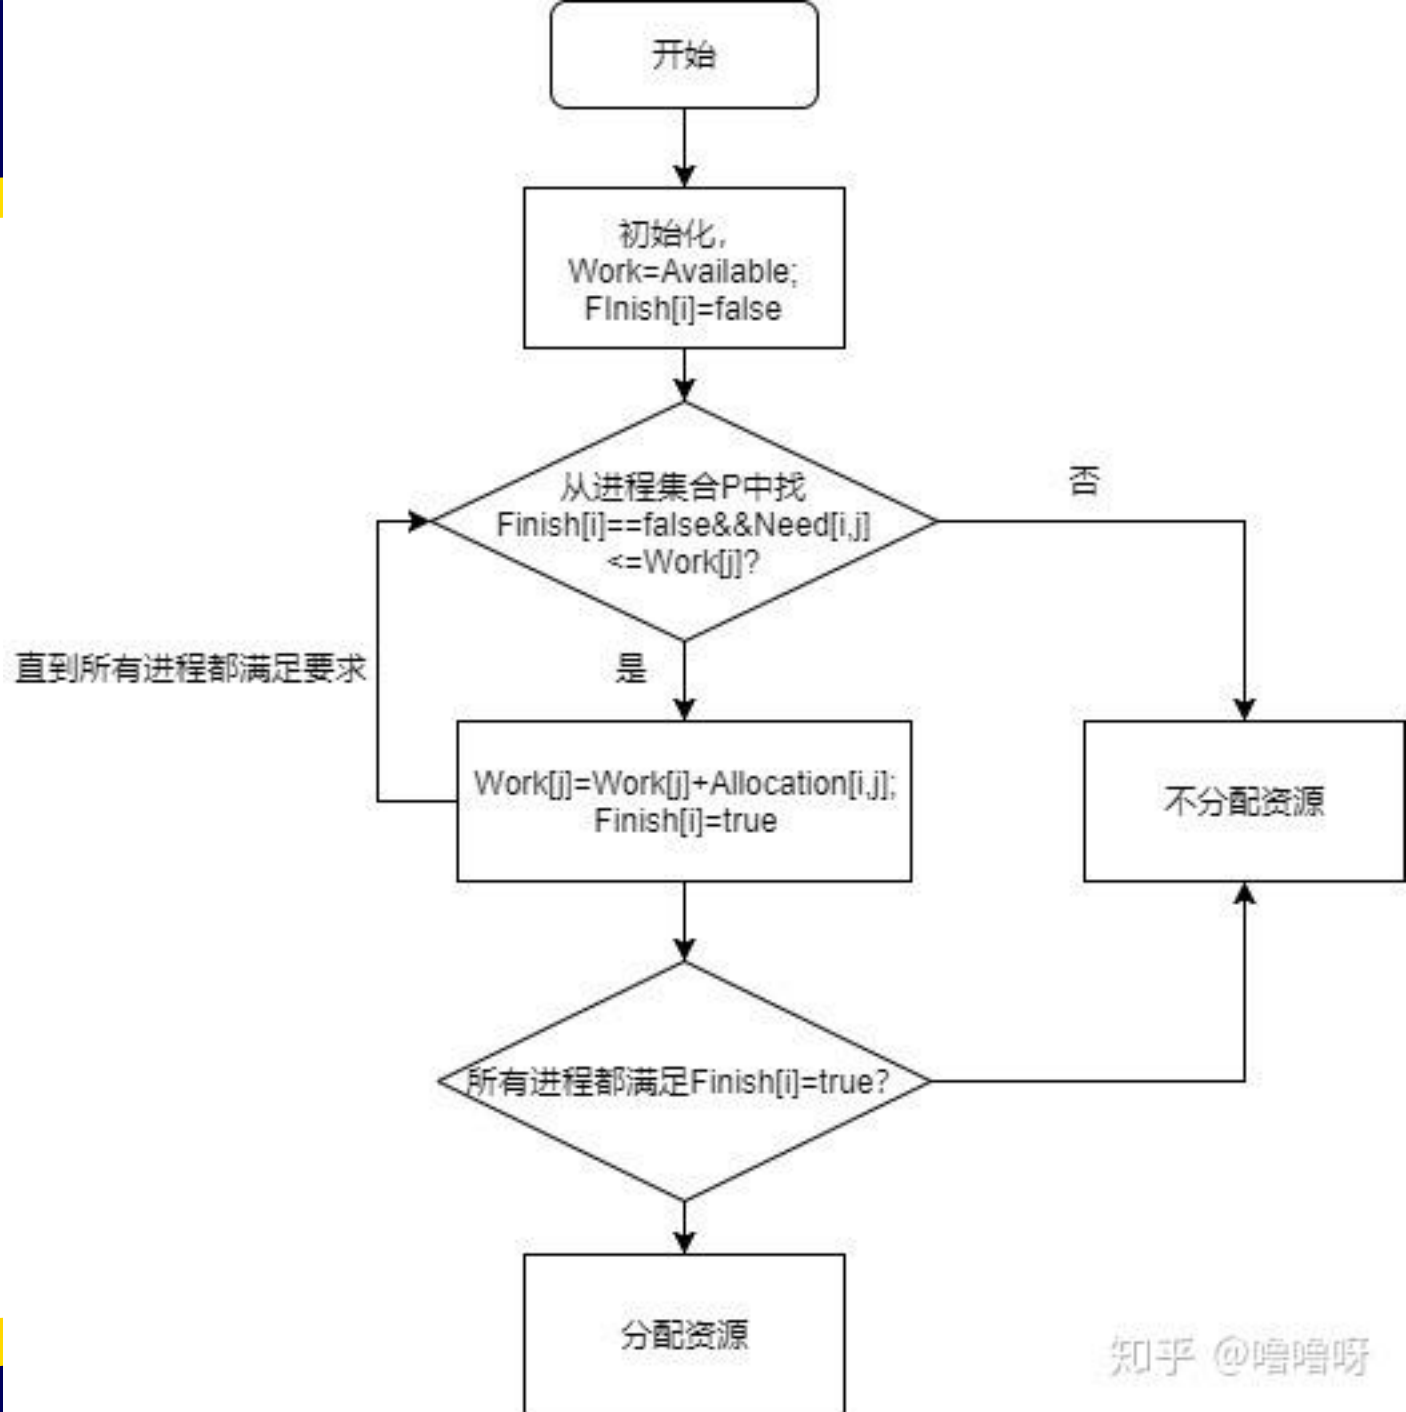 开始
初始化，
Work=Available;
FInish[i]=false
从进程集合P中找
Finish[i]==false&&Need[i,j]
<=Work[j]?
否
直到所有进程都满足要求
是
Work[j]=Work[j]+Allocation[i,j];
Finish[i]=true
不分配资源
所有进程都满足Finish[i]=true?
分配资源
知乎 @噜噜呀